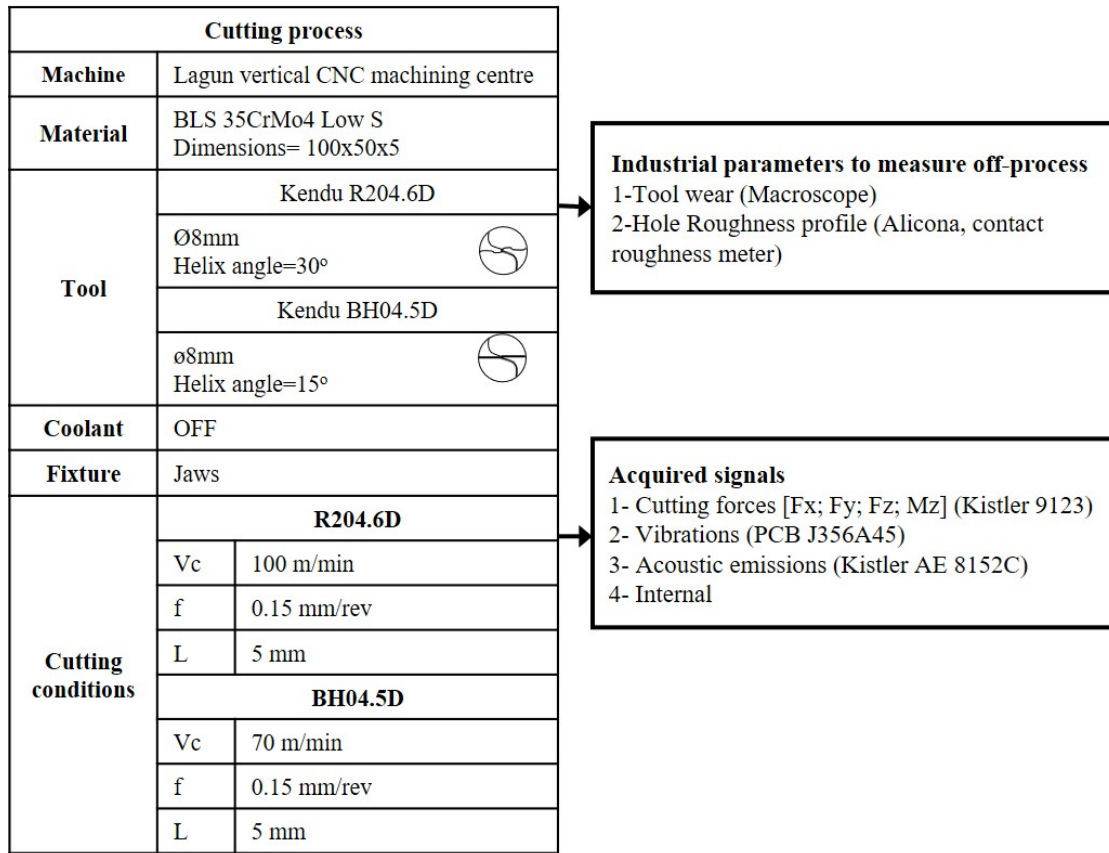 Cutting process
Machine
Lagun vertical CNC machining centre
Material
BLS 35CrMo4 Low S
Dimensions= 100x50x5
Tool
Kendu R204.6D
Ø8mm
Helix angle=30º
Kendu BH04.5D
ø8mm
Helix angle=15º
Coolant
OFF
Fixture
Jaws
Cutting
conditions
R204.6D
Vc
100 m/min
f
0.15 mm/rev
L
5 mm
BH04.5D
Vc
70 m/min
f
0.15 mm/rev
L
5 mm
Industrial parameters to measure off-process
1-Tool wear (Macroscope)
2-Hole Roughness profile (Alicona, contact
roughness meter)
Acquired signals
1- Cutting forces [Fx; Fy; Fz; Mz] (Kistler 9123)
2- Vibrations (PCB J356A45)
3- Acoustic emissions (Kistler AE 8152C)
4- Internal